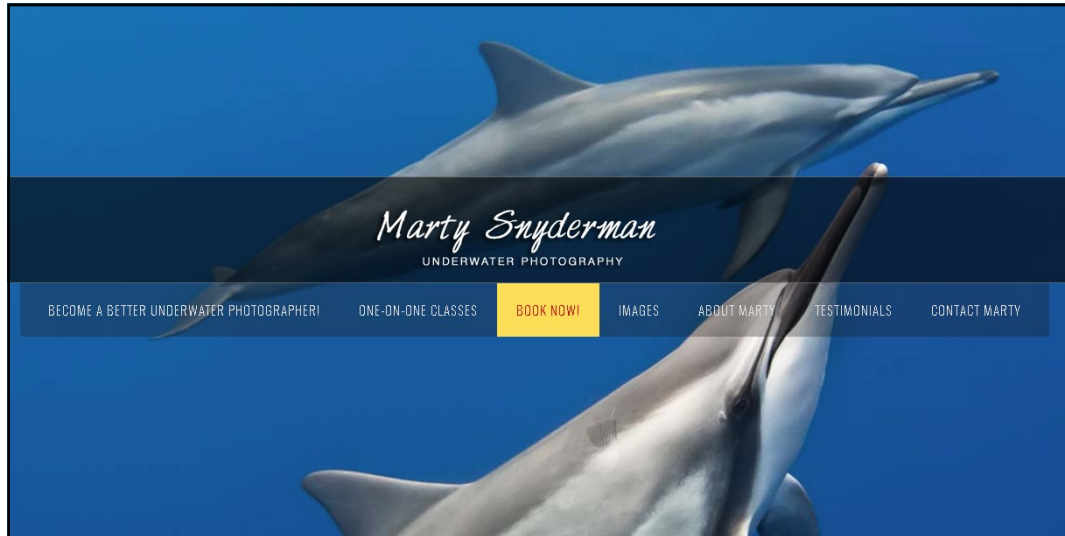 Marty Snyderman
UNDERWATER PHOTOGRAPHY
BECOME A BETTER UNDERWATER PHOTOGRAPHER! ONE-ON-ONE CLASSES BOOK NOW! IMAGES ABOUT MARTY TESTIMONIALS CONTACT MARTY